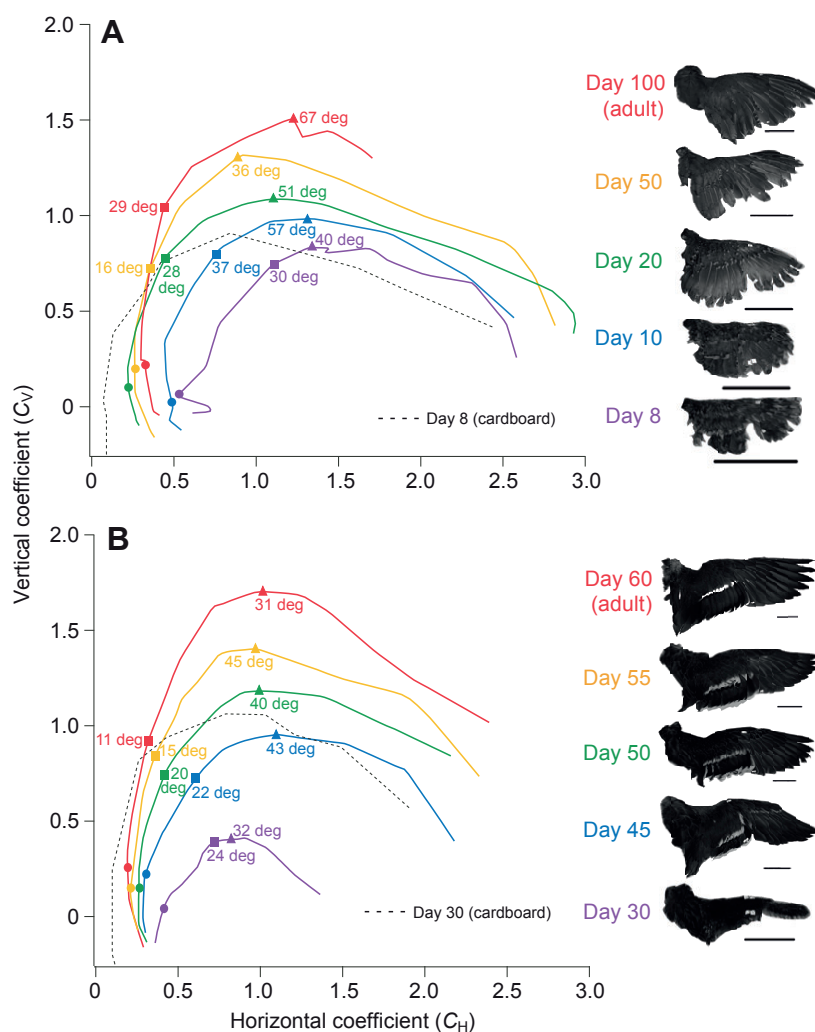 A
2.0
1.5
1.0
0.5
0
0
0.5
1.0
1.5
2.0
2.5
3.0
67 deg
36 deg
29 deg
51 deg
57 deg
40 deg
16 deg
28
deg
37 deg
30 deg
Day 8 (cardboard)
Day 100
(adult)
Day 50
Day 20
Day 10
Day 8
Vertical coefficient (CV)
B
2.0
1.5
1.0
0.5
0
0
0.5
1.0
1.5
2.0
2.5
3.0
31 deg
45 deg
40 deg
11 deg
15 deg
43 deg
20
deg
22 deg
32 deg
24 deg
Day 30 (cardboard)
Day 60
(adult)
Day 55
Day 50
Day 45
Day 30
Horizontal coefficient (CH)